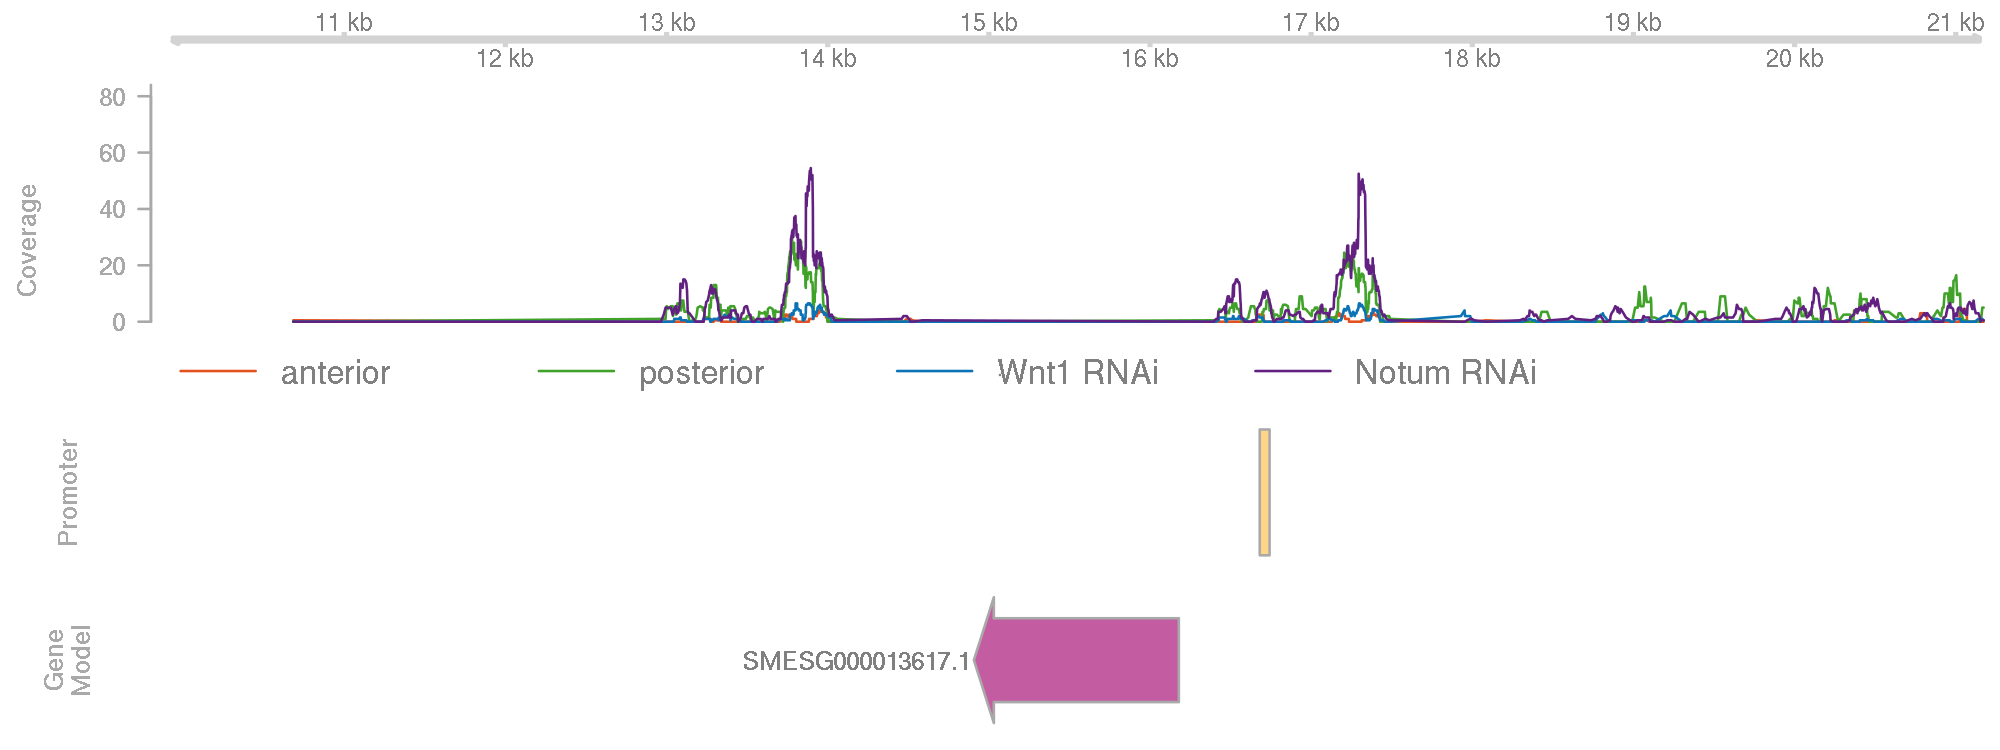 11 kb 13 kb 15 kb 17 kb 19 kb 21 kb
12 kb 14 kb 16 kb 18 kb 20 kb
Coverage
80
60
40
20
0
anterior posterior Wnt1 RNAi Notum RNAi
Promoter
Gene
Model
SMESG000013617.1